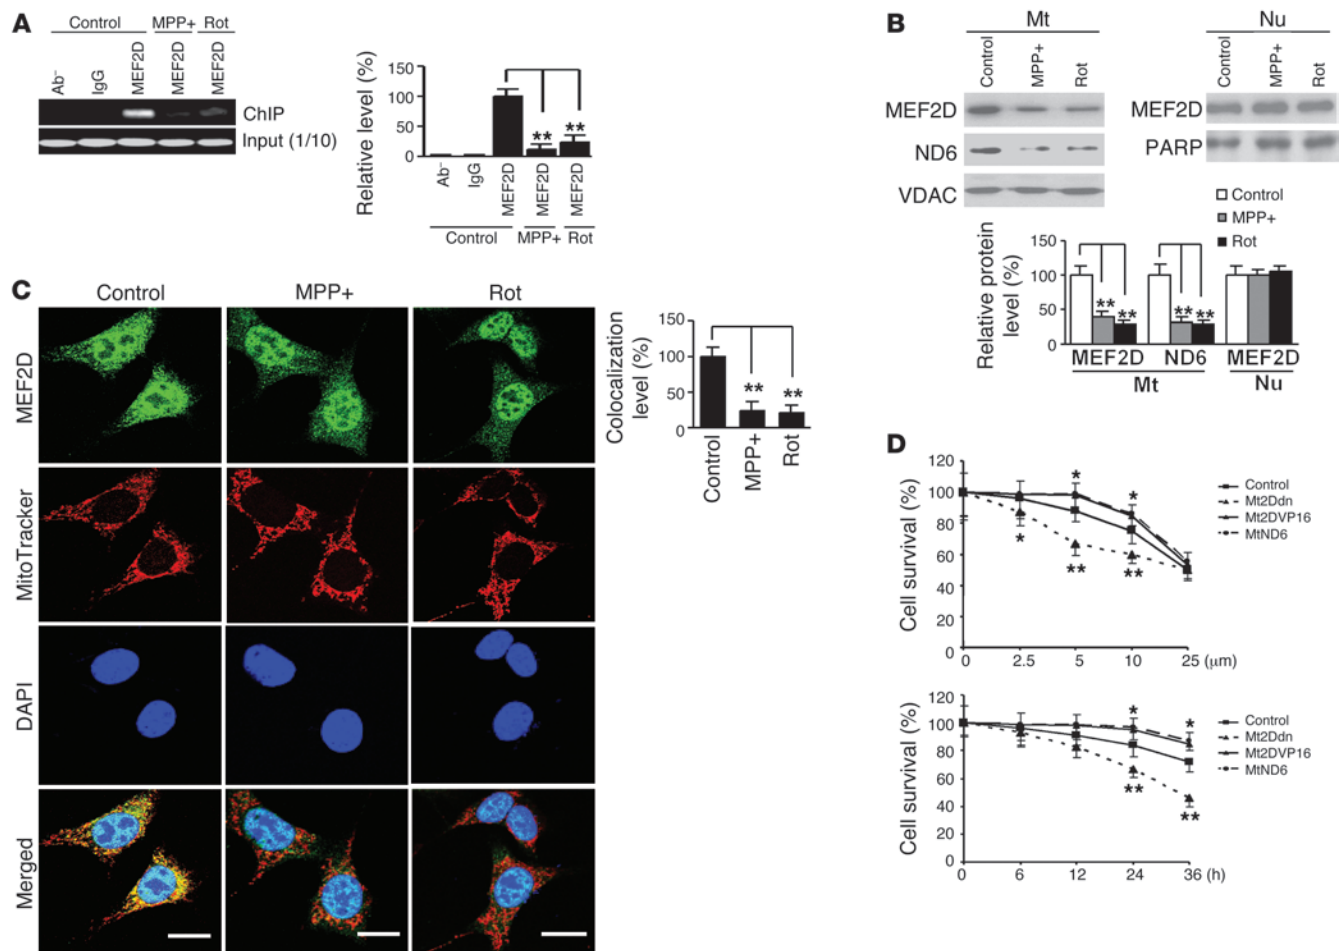 A
Control
MPP+
Rot
Ab⁻
IgG
MEF2D
MEF2D
MEF2D
ChIP
Input (1/10)
Relative level (%)
150
100
50
0
**
**
Ab⁻
IgG
MEF2D
MEF2D
MEF2D
Control
MPP+
Rot
B
Mt
Nu
Control
MPP+
Rot
Control
MPP+
Rot
MEF2D
ND6
VDAC
MEF2D
PARP
Control
MPP+
Rot
Relative protein
level (%)
150
100
50
0
**
**
**
**
MEF2D
ND6
MEF2D
Mt
Nu
C
Control
MPP+
Rot
MEF2D
MitoTracker
DAPI
Merged
Colocalization
level (%)
150
100
50
0
**
**
Control
MPP+
Rot
D
Cell survival (%)
120
100
80
60
40
20
0
*
*
*
**
**
0
2.5
5
10
25 (μm)
Control
Mt2Ddn
Mt2DVP16
MtND6
Cell survival (%)
120
100
80
60
40
20
0
*
*
**
**
0
6
12
24
36 (h)
Control
Mt2Ddn
Mt2DVP16
MtND6